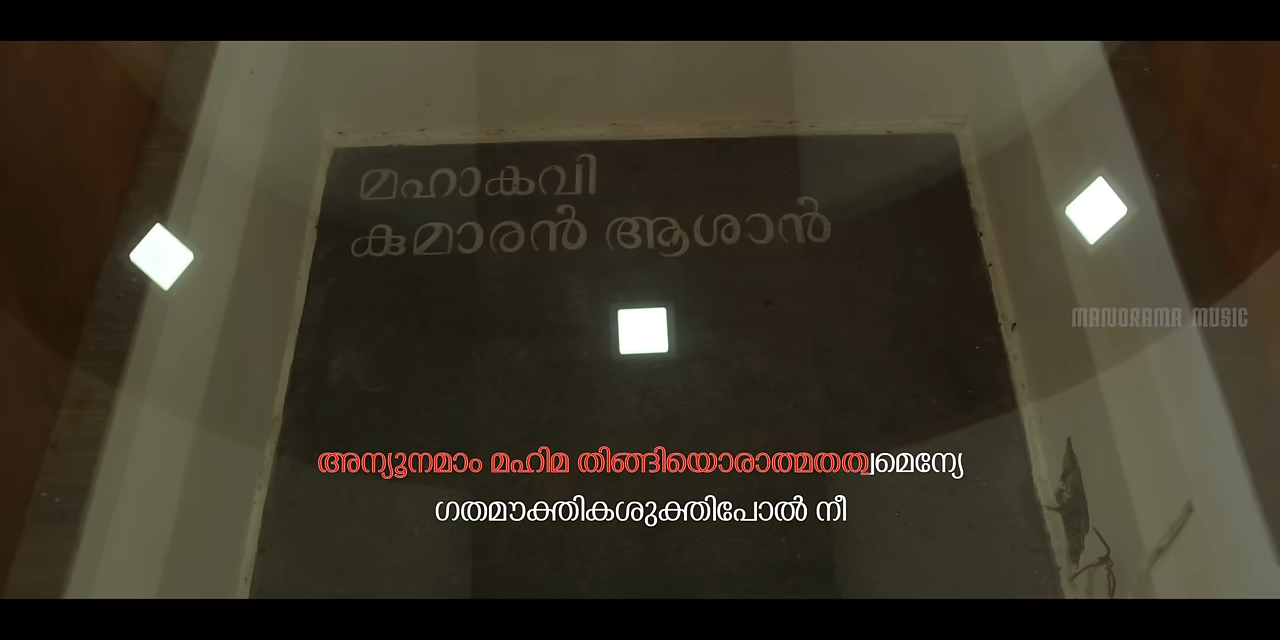 മഹാകവി
കുമാരൻ ആശാൻ
MANORAMA MUSIC
അന്യൂനമാം മഹിമ തിങ്ങിയൊരാത്മതത്വമെന്യേ
ഗതമൗക്തികശുക്തിപോൽ നീ